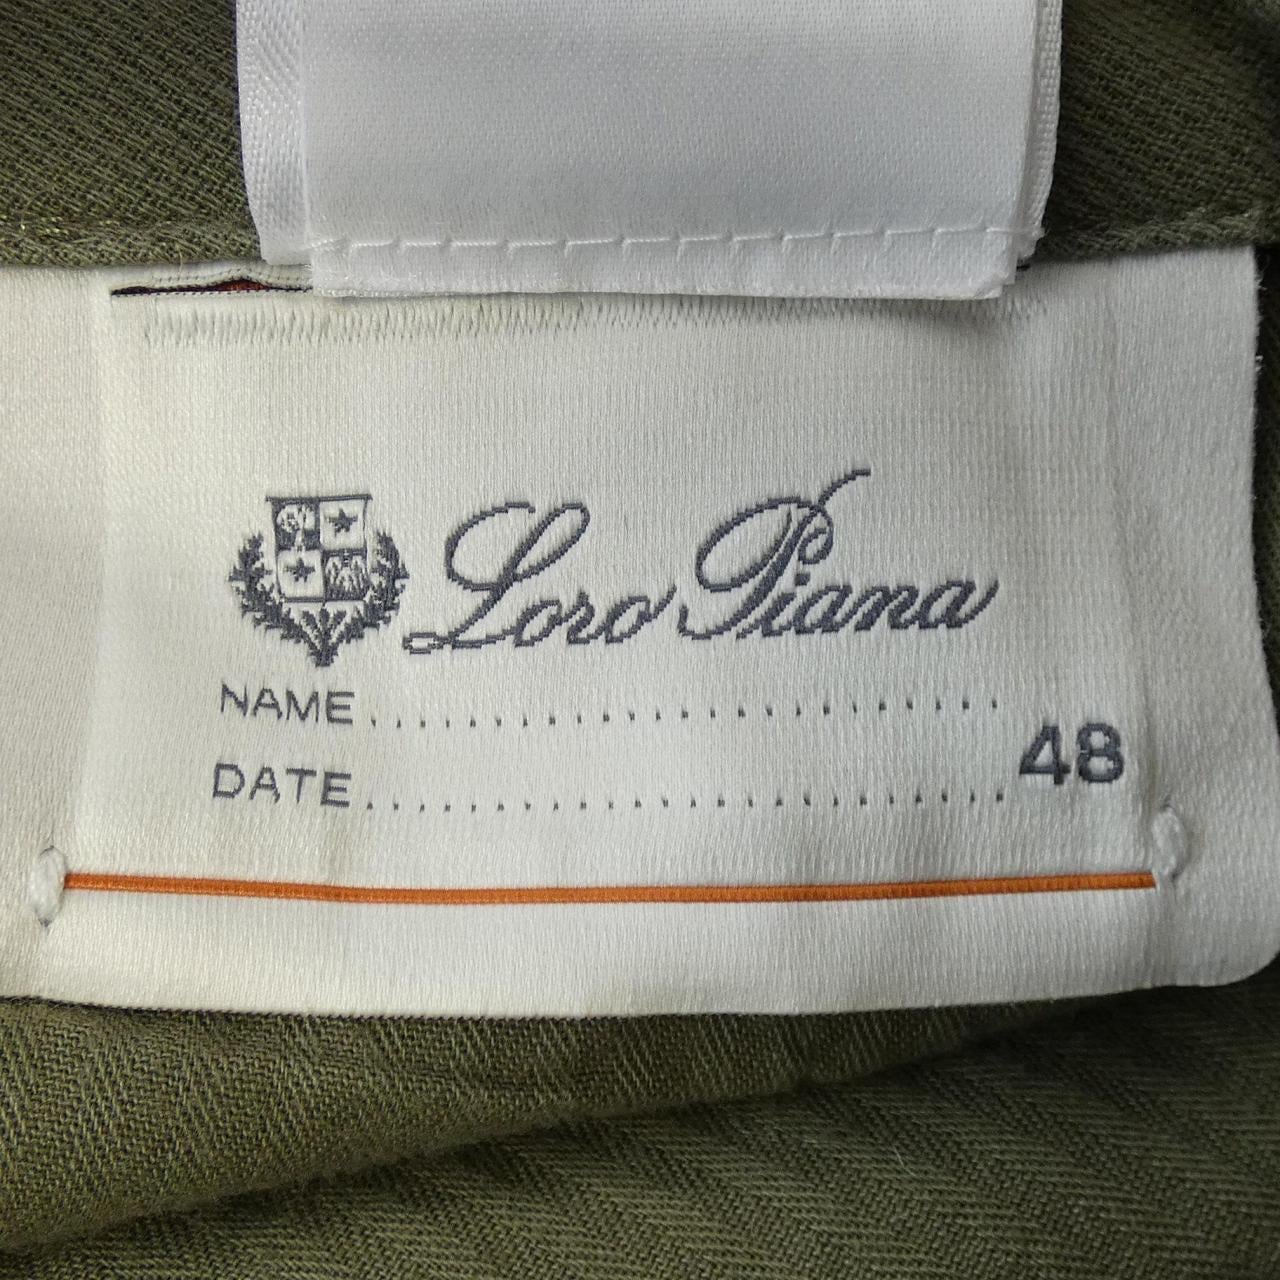 Loro Piana
NAME ........................
DATE ........................ 48